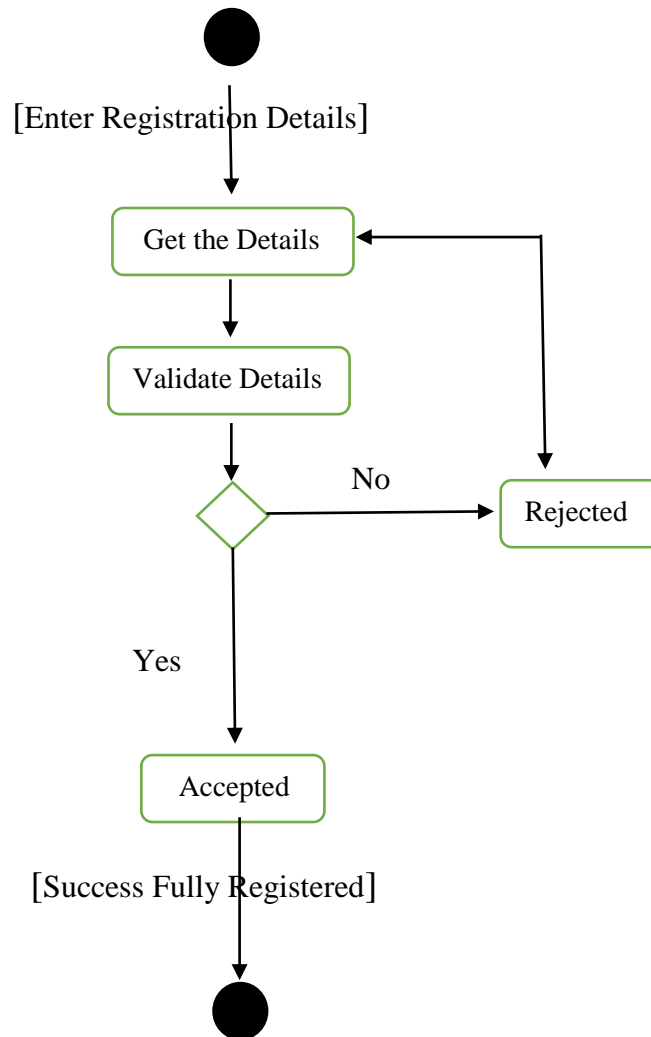 [Enter Registration Details]
Get the Details
Validate Details
No
Rejected
Yes
Accepted
[Success Fully Registered]